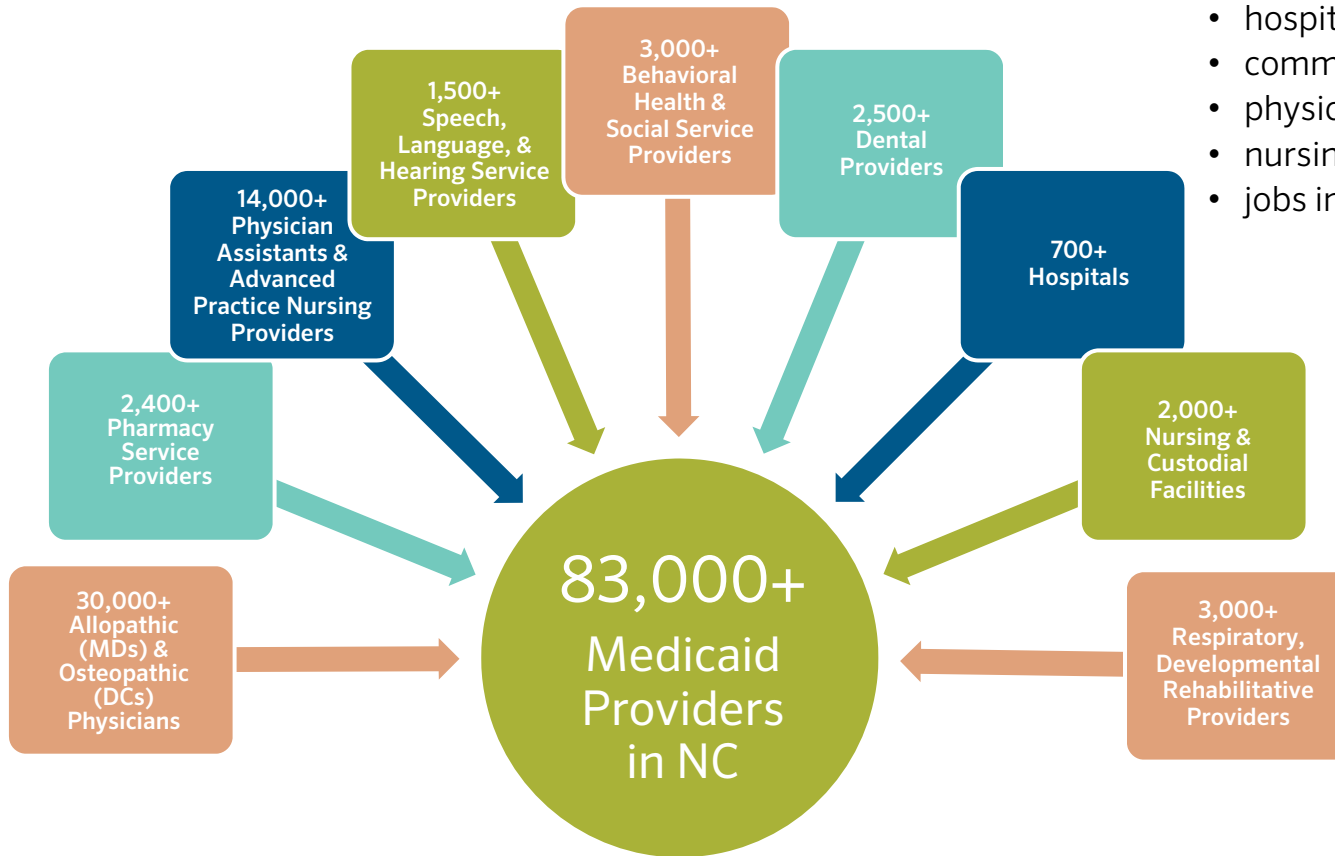 30,000+
Allopathic
(MDs) &
Osteopathic
(DCs)
Physicians
2,400+
Pharmacy
Service
Providers
14,000+
Physician
Assistants &
Advanced
Practice Nursing
Providers
1,500+
Speech,
Language, &
Hearing Service
Providers
3,000+
Behavioral
Health &
Social Service
Providers
2,500+
Dental
Providers
700+
Hospitals
2,000+
Nursing &
Custodial
Facilities
3,000+
Respiratory,
Developmental
Rehabilitative
Providers
83,000+
Medicaid
Providers
in NC
•
•
•
•
• jobs